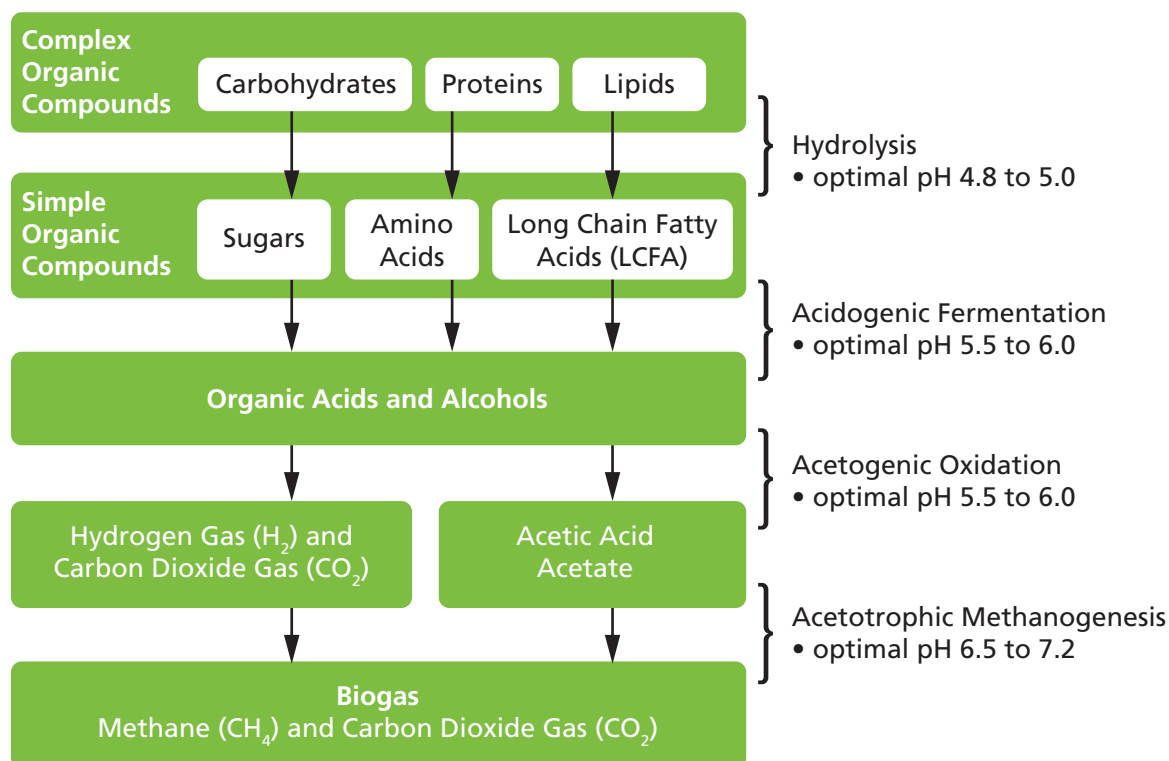 Complex
Organic
Compounds
Carbohydrates
Proteins
Lipids
Hydrolysis
• optimal pH 4.8 to 5.0
Simple
Organic
Compounds
Sugars
Amino
Acids
Long Chain Fatty
Acids (LCFA)
Acidogenic Fermentation
• optimal pH 5.5 to 6.0
Organic Acids and Alcohols
Acetogenic Oxidation
• optimal pH 5.5 to 6.0
Hydrogen Gas (H₂) and
Carbon Dioxide Gas (CO₂)
Acetic Acid
Acetate
Acetotrophic Methanogenesis
• optimal pH 6.5 to 7.2
Biogas
Methane (CH₄) and Carbon Dioxide Gas (CO₂)